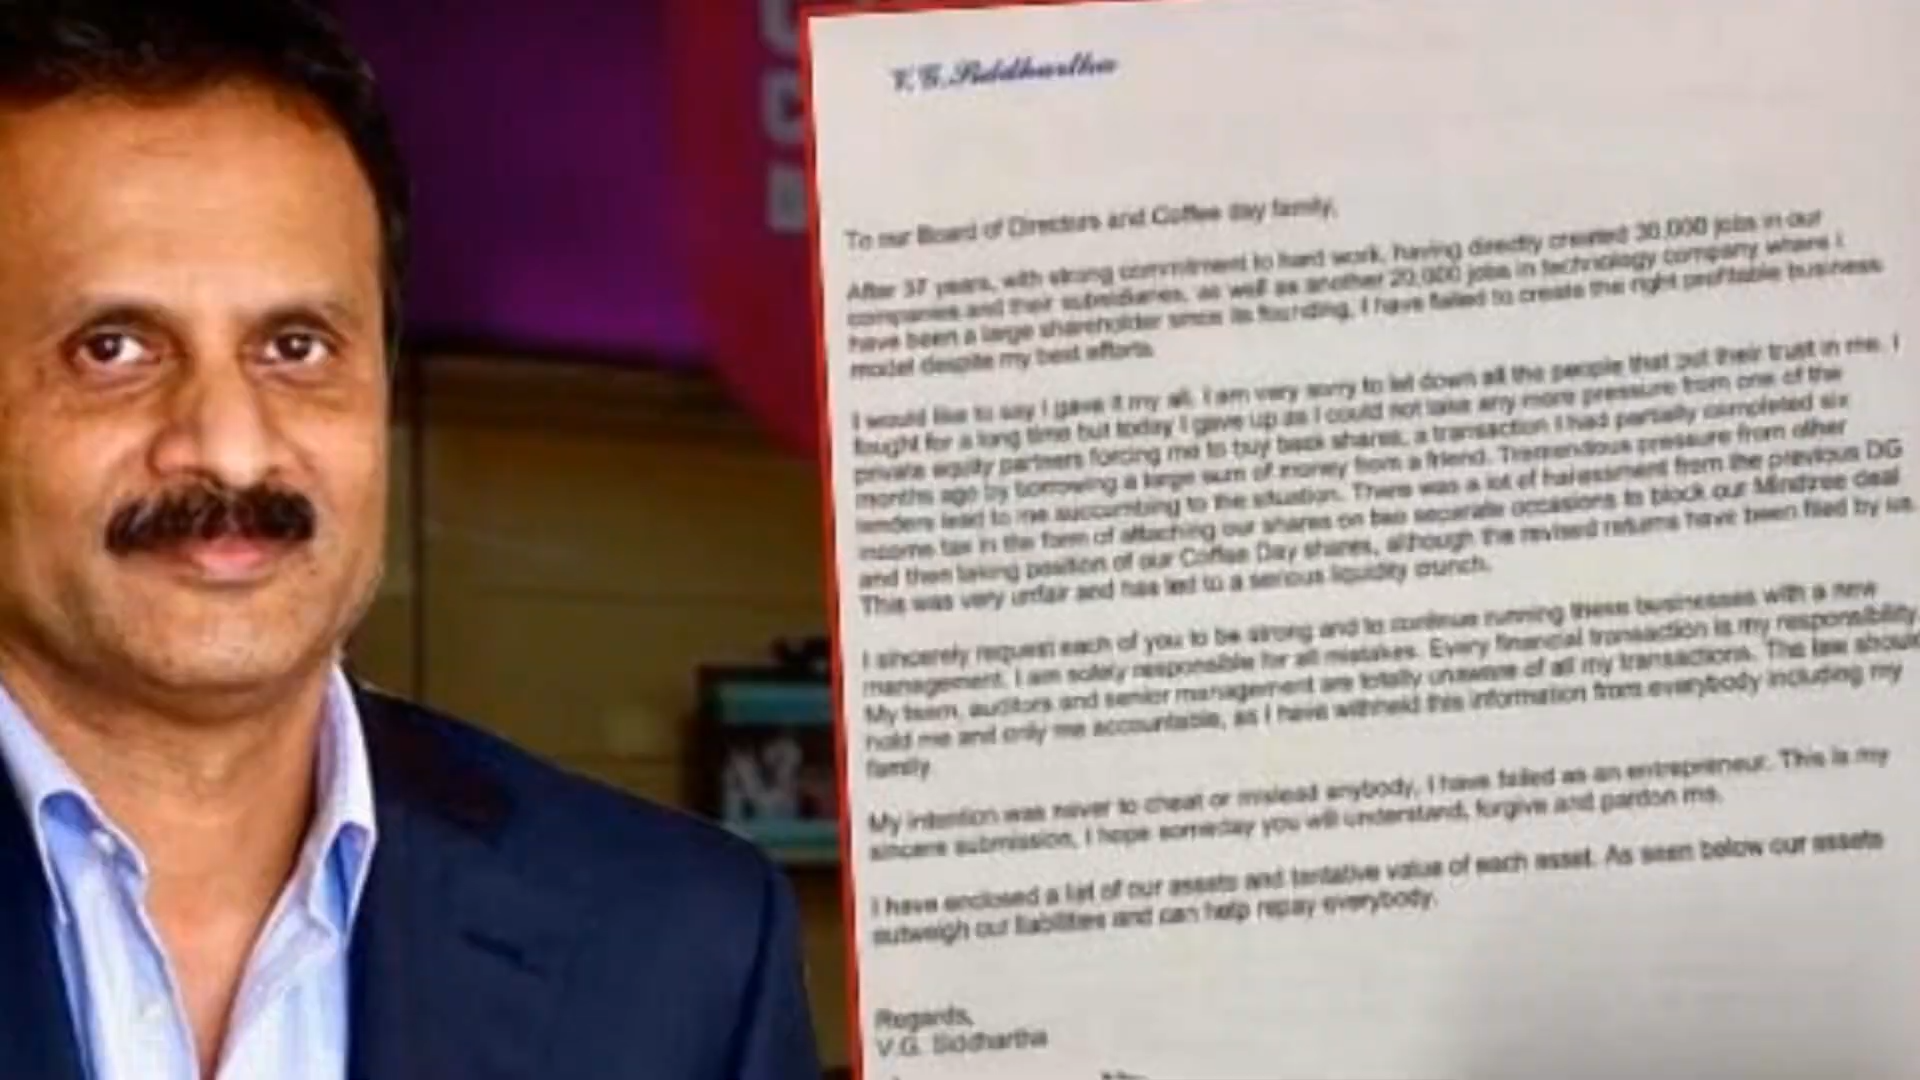 V. G. Siddhartha
To our Board of Directors and Coffee day family,
After 37 years, with strong commitment to hard work, having directly created 30,000 jobs in our
companies and their subsidiaries, as well as another 20,000 jobs in technology company where I
have been a large shareholder since its founding, I have failed to create the right profitable business
model despite my best efforts.
I would like to say I gave it my all. I am very sorry to let down all the people that put their trust in me. I
fought for a long time but today I gave up as I could not take any more pressure from one of the
private equity partners forcing me to buy back shares, a transaction I had partially completed six
months ago by borrowing a large sum of money from a friend. Tremendous pressure from other
lenders lead to me succumbing to the situation. There was a lot of harassment from the previous DG
income tax in the form of attaching our shares on two separate occasions to block our Mindtree deal
and then taking position of our Coffee Day shares, although the revised returns have been filed by us.
This was very unfair and has led to a serious liquidity crunch.
I sincerely request each of you to be strong and to continue running these businesses with a new
management. I am solely responsible for all mistakes. Every financial transaction is my responsibility.
My team, auditors and senior management are totally unaware of all my transactions. The law should
hold me and only me accountable, as I have withheld this information from everybody including my
family.
My intention was never to cheat or mislead anybody, I have failed as an entrepreneur. This is my
sincere submission, I hope someday you will understand, forgive and pardon me.
I have enclosed a list of our assets and tentative value of each asset. As seen below our assets
outweigh our liabilities and can help repay everybody.
Regards,
V.G. Siddhartha